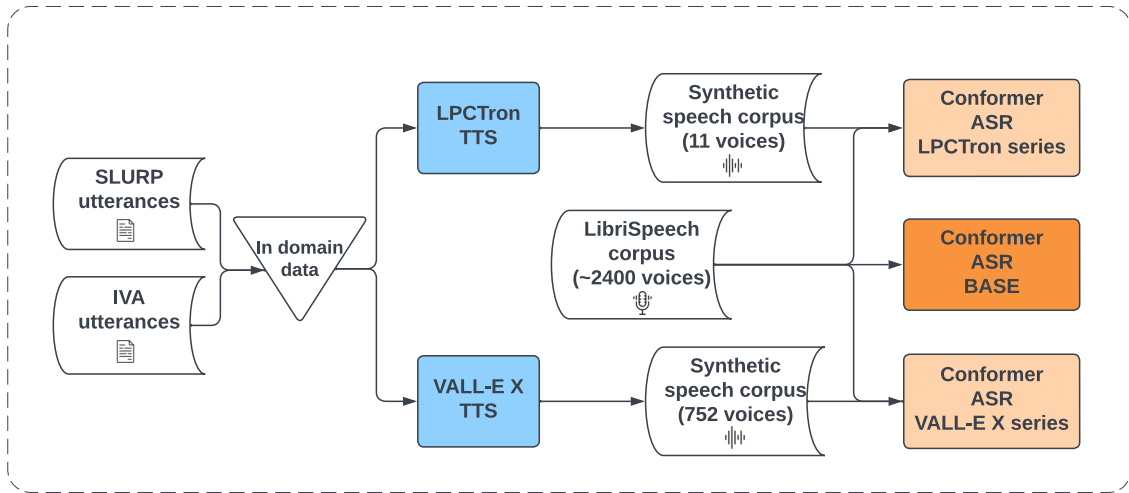 SLURP
utterances
IVA
utterances
In domain
data
LPCTron
TTS
VALL-E X
TTS
Synthetic
speech corpus
(11 voices)
LibriSpeech
corpus
(~2400 voices)
Synthetic
speech corpus
(752 voices)
Conformer
ASR
LPCTron series
Conformer
ASR
BASE
Conformer
ASR
VALL-E X series